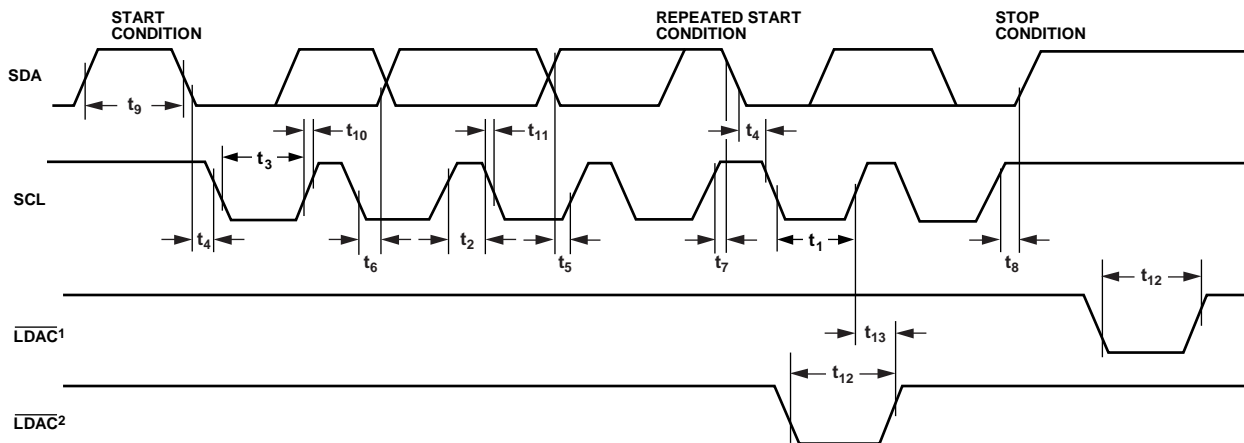 START
CONDITION
REPEATED START
CONDITION
STOP
CONDITION
SDA
t9
t10
t11
t4
t3
SCL
t4
t6
t2
t5
t7
t1
t8
t12
LDAC1
t13
t12
LDAC2